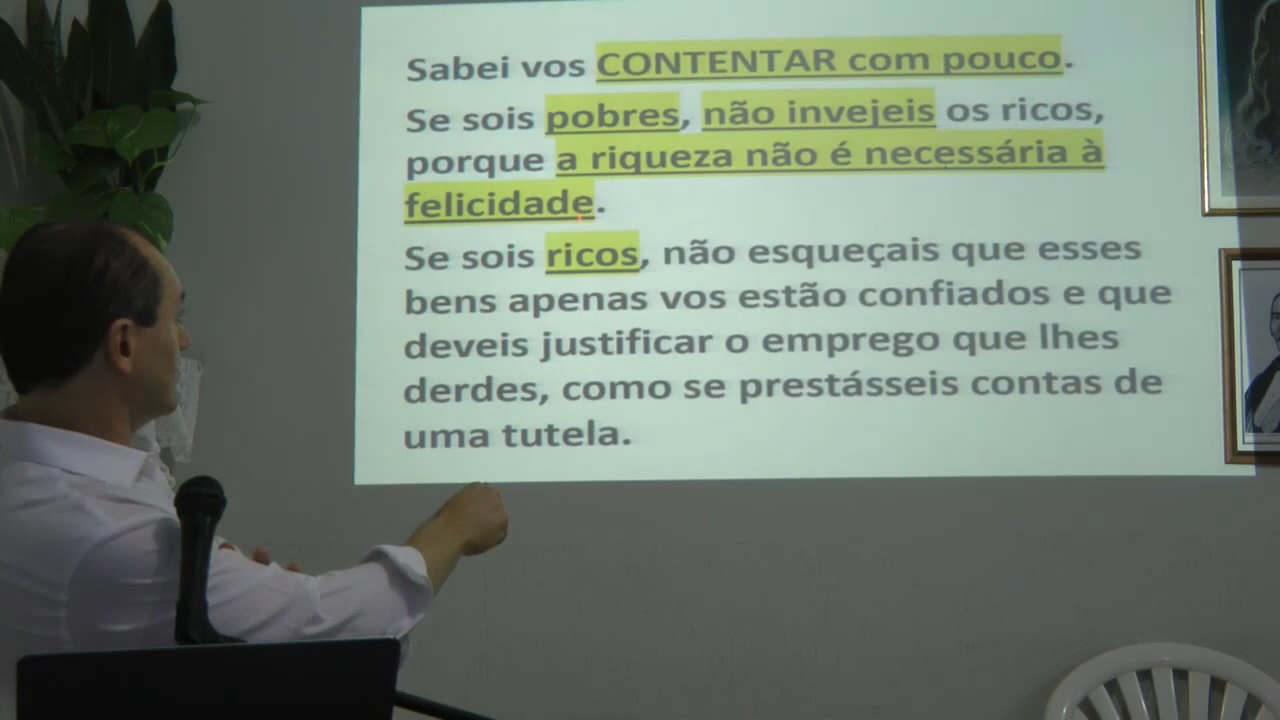 Sabei vos CONTENTAR com pouco.
Se sois pobres, não invejeis os ricos,
porque a riqueza não é necessária à
felicidade.
Se sois ricos, não esqueçais que esses
bens apenas vos estão confiados e que
deveis justificar o emprego que lhes
derdes, como se prestásseis contas de
uma tutela.